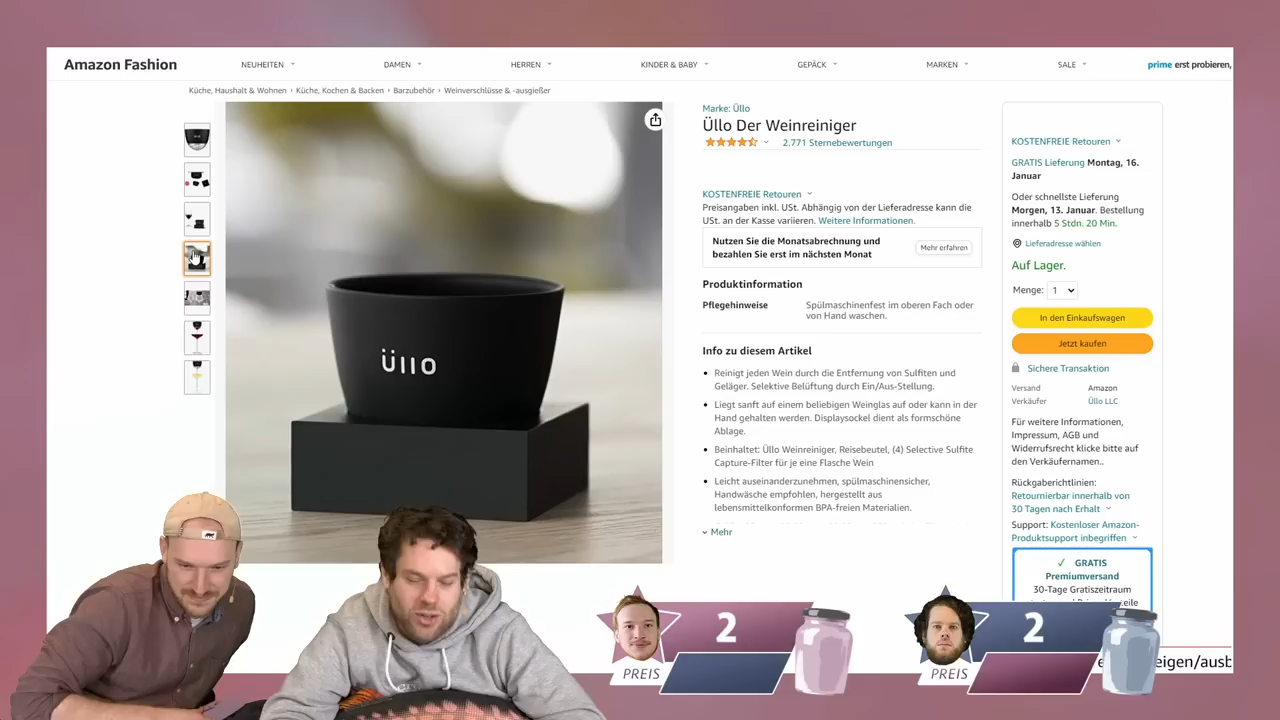 Amazon Fashion
NEUHEITEN
DAMEN
HERREN
KINDER & BABY
GEPÄCK
MARKEN
SALE
prime erst probieren,
Küche, Haushalt & Wohnen › Küche, Kochen & Backen › Barzubehör › Weinverschlüsse & -ausgießer
üllo
Marke: Üllo
Üllo Der Weinreiniger
2.771 Sternebewertungen
KOSTENFREIE Retouren
Preisangaben inkl. USt. Abhängig von der Lieferadresse kann die
USt. an der Kasse variieren. Weitere Informationen.
Nutzen Sie die Monatsabrechnung und
bezahlen Sie erst im nächsten Monat
Mehr erfahren
Produktinformation
Pflegehinweise
Spülmaschinenfest im oberen Fach oder
von Hand waschen.
Info zu diesem Artikel
• Reinigt jeden Wein durch die Entfernung von Sulfiten und
Geläger. Selektive Belüftung durch Ein/Aus-Stellung.
• Liegt sanft auf einem beliebigen Weinglas auf oder kann in der
Hand gehalten werden. Displaysockel dient als formschöne
Ablage.
• Beinhaltet: Üllo Weinreiniger, Reisebeutel, (4) Selective Sulfite
Capture-Filter für je eine Flasche Wein
• Leicht auseinanderzunehmen, spülmaschinensicher,
Handwäsche empfohlen, hergestellt aus
lebensmittelkonformen BPA-freien Materialien.
Mehr
KOSTENFREIE Retouren
GRATIS Lieferung Montag, 16.
Januar
Oder schnellste Lieferung
Morgen, 13. Januar. Bestellung
innerhalb 5 Stdn. 20 Min.
Lieferadresse wählen
Auf Lager.
Menge: 1
In den Einkaufswagen
Jetzt kaufen
Sichere Transaktion
Versand Amazon
Verkäufer Üllo LLC
Für weitere Informationen,
Impressum, AGB und
Widerrufsrecht klicke bitte auf
den Verkäufernamen..
Rückgaberichtlinien:
Retournierbar innerhalb von
30 Tagen nach Erhalt
Support: Kostenloser Amazon-
Produktsupport inbegriffen
GRATIS
Premiumversand
30-Tage Gratiszeitraum
eigen/ausb
2
PREIS
2
PREIS